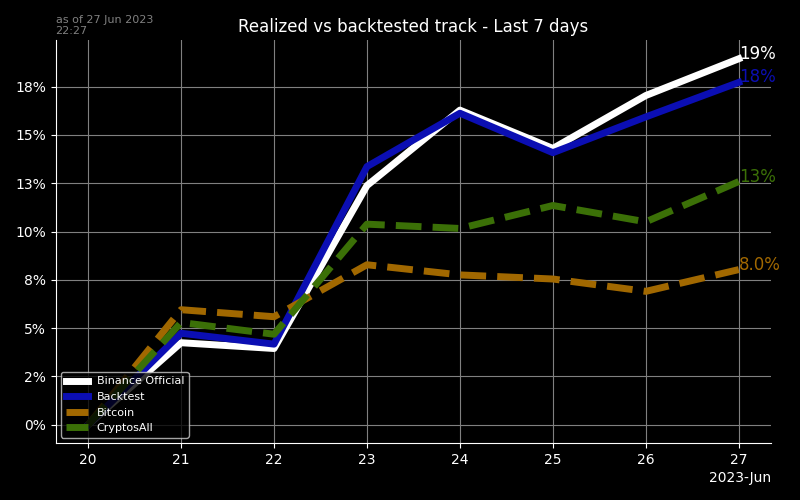 as of 27 Jun 2023
22:27
Realized vs backtested track - Last 7 days
19%
18%
18%
15%
13%
13%
10%
8%
8.0%
5%
2%
0%
Binance Official
Backtest
Bitcoin
CryptosAll
20 21 22 23 24 25 26 27
2023-Jun